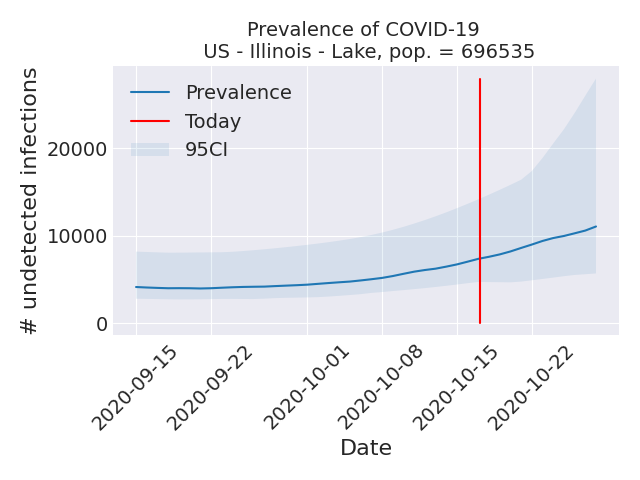 Prevalence of COVID-19
US - Illinois - Lake, pop. = 696535
# undetected infections
Prevalence
Today
95CI
20000
10000
0
2020-09-15
2020-09-22
2020-10-01
2020-10-08
2020-10-15
2020-10-22
Date